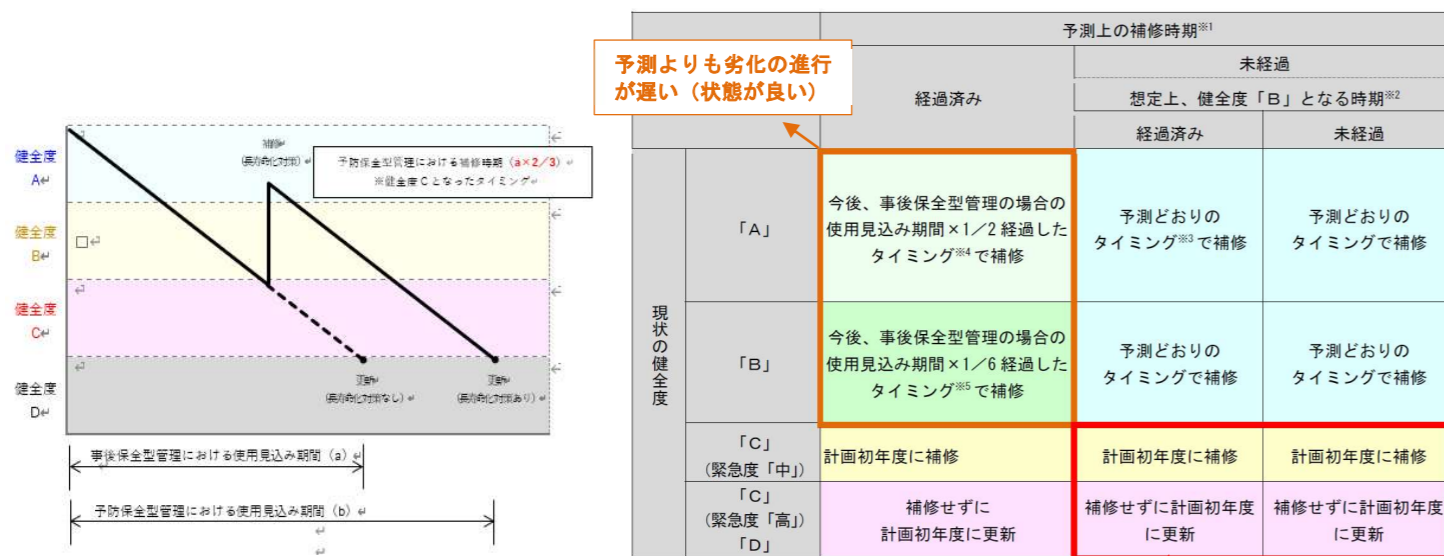 健全度
A
健全度
B
健全度
C
健全度
D
補修
(長寿命化対策)
予防保全型管理における補修時期（a×2／3）
※健全度Cとなったタイミング
更新
(長寿命化対策なし)
更新
(長寿命化対策あり)
事後保全型管理における使用見込み期間（a）
予防保全型管理における使用見込み期間（b）
予測よりも劣化の進行
が遅い（状態が良い）
予測上の補修時期※1
経過済み
未経過
想定上、健全度「B」となる時期※2
経過済み
未経過
現状の健全度
「A」
今後、事後保全型管理の場合の
使用見込み期間×1／2 経過した
タイミング※4で補修
予測どおりの
タイミング※3で補修
予測どおりの
タイミングで補修
「B」
今後、事後保全型管理の場合の
使用見込み期間×1／6 経過した
タイミング※5で補修
予測どおりの
タイミングで補修
予測どおりの
タイミングで補修
「C」
（緊急度「中」）
計画初年度に補修
計画初年度に補修
計画初年度に補修
「C」
（緊急度「高」）
「D」
補修せずに
計画初年度に更新
補修せずに計画初年度
に更新
補修せずに計画初年度
に更新